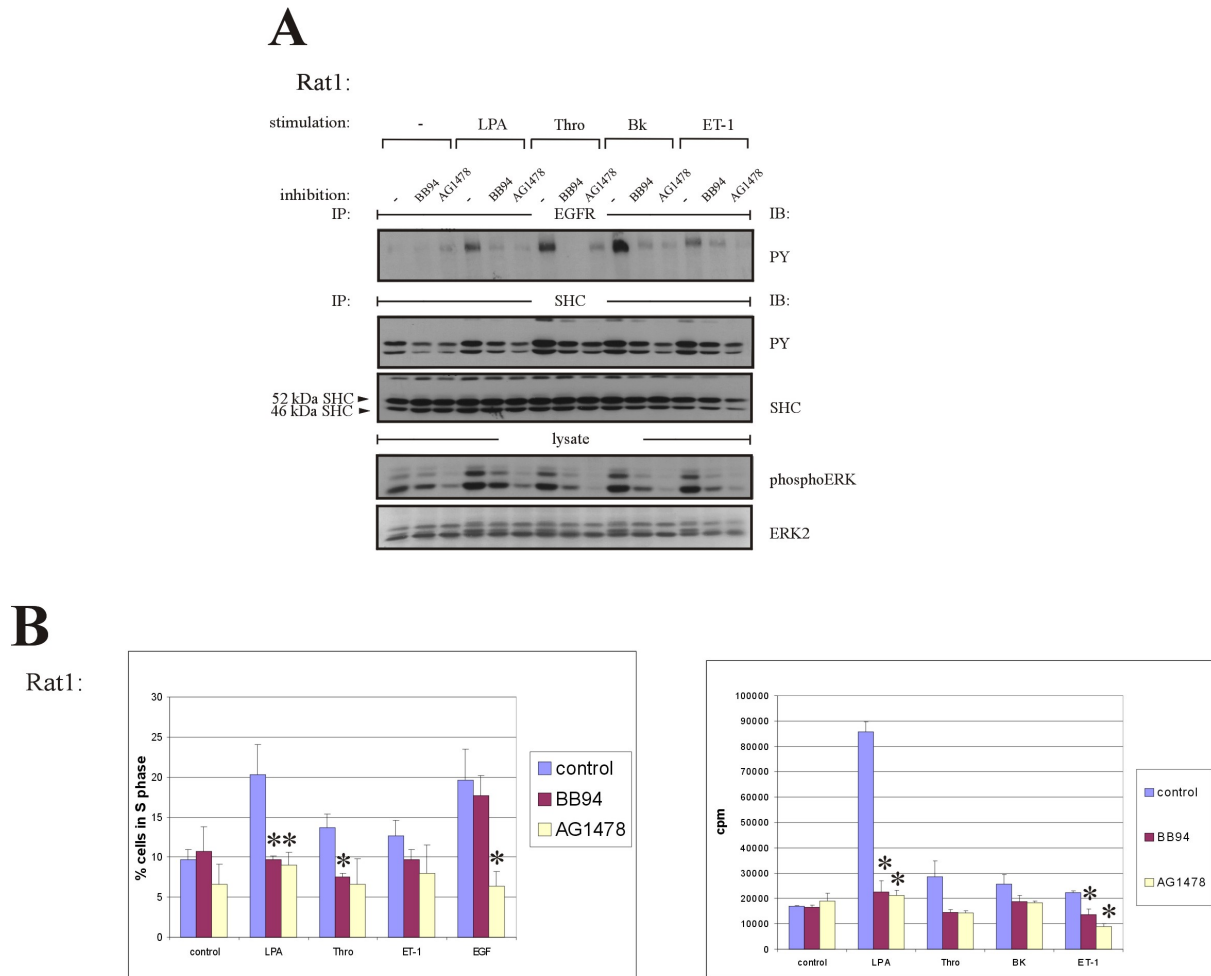 A
Rat1:
stimulation: - LPA Thro Bk ET-1
inhibition: - BB94 AG1478 - BB94 AG1478 - BB94 AG1478 - BB94 AG1478 - BB94 AG1478
IP: EGFR IB:
PY
IP: SHC IB:
PY
52 kDa SHC
46 kDa SHC
SHC
lysate
phosphoERK
ERK2
B
Rat1:
% cells in S phase
30
25
20
15
10
5
0
** * *
control LPA Thro ET-1 EGF
control
BB94
AG1478
cpm
100000
90000
80000
70000
60000
50000
40000
30000
20000
10000
0
* * * *
control LPA Thro BK ET-1
control
BB94
AG1478